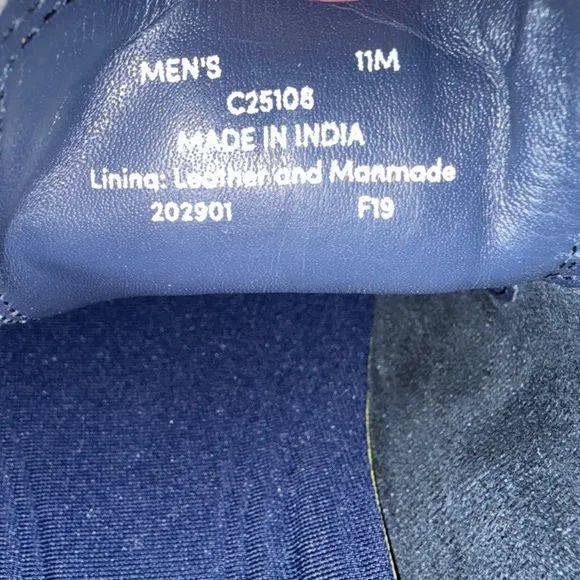 MEN'S 11M
C25108
MADE IN INDIA
Lining: Leather and Manmade
202901 F19